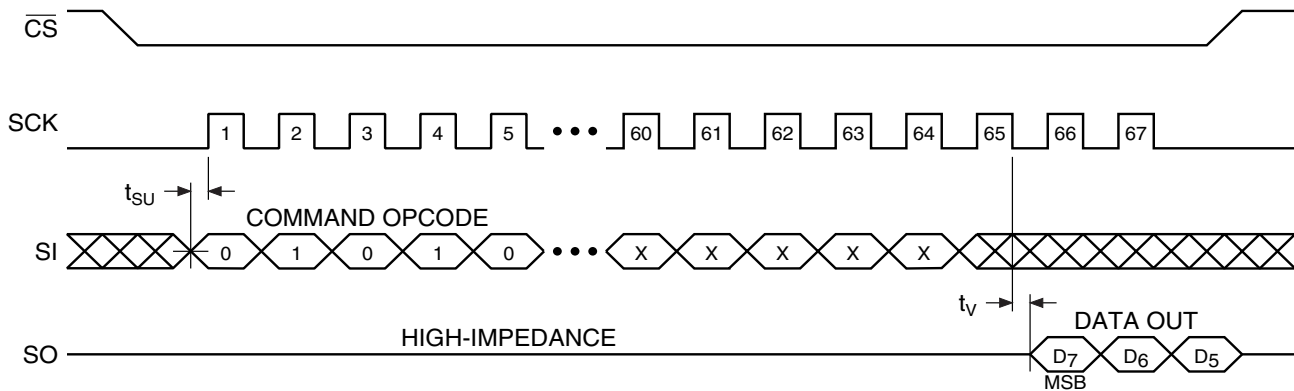 CS
SCK
1 2 3 4 5 ••• 60 61 62 63 64 65 66 67
tSU
COMMAND OPCODE
SI
0 1 0 1 0 ••• X X X X X
tV
HIGH-IMPEDANCE
DATA OUT
SO
D7 D6 D5
MSB